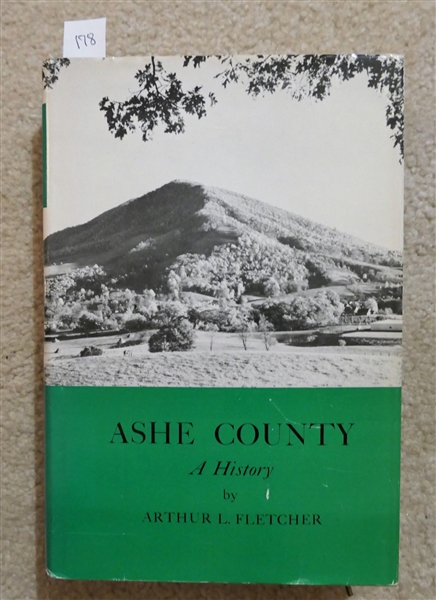 178
ASHE COUNTY
A History
by
ARTHUR L. FLETCHER